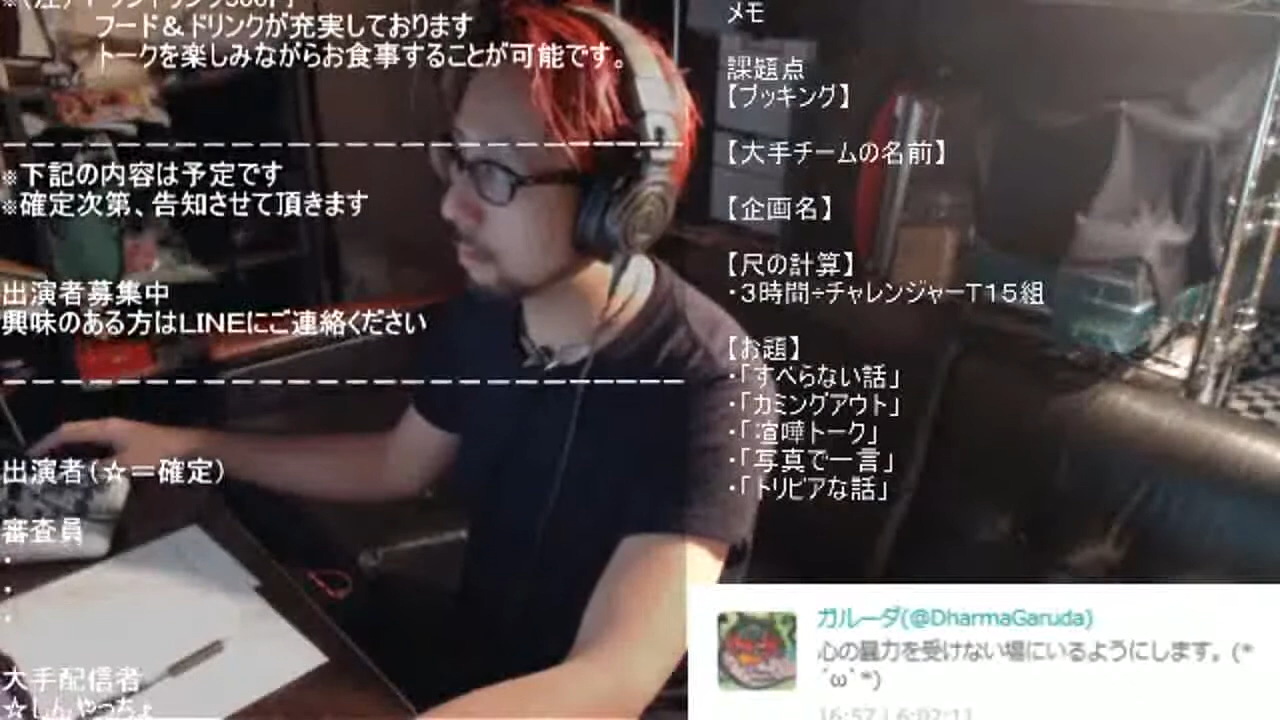 フード＆ドリンクが充実しております
トークを楽しみながらお食事することが可能です。
※下記の内容は予定です
※確定次第、告知させて頂きます
出演者募集中
興味のある方はLINEにご連絡ください
出演者（☆＝確定）
審査員
・
・
・
大手配信者
☆しんやっちょ
メモ
課題点
【ブッキング】
【大手チームの名前】
【企画名】
【尺の計算】
・３時間÷チャレンジャーＴ１５組
【お題】
・「すべらない話」
・「カミングアウト」
・「喧嘩トーク」
・「写真で一言」
・「トリビアな話」
ガルーダ(@DharmaGaruda)
心の暴力を受けない場にいるようにします。(*
´ω`*)